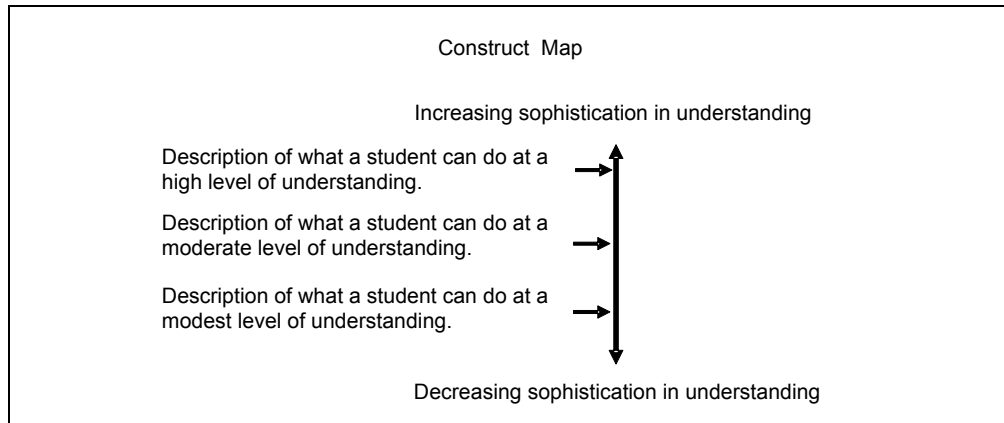 Construct Map
Increasing sophistication in understanding
Description of what a student can do at a
high level of understanding.
Description of what a student can do at a
moderate level of understanding.
Description of what a student can do at a
modest level of understanding.
Decreasing sophistication in understanding